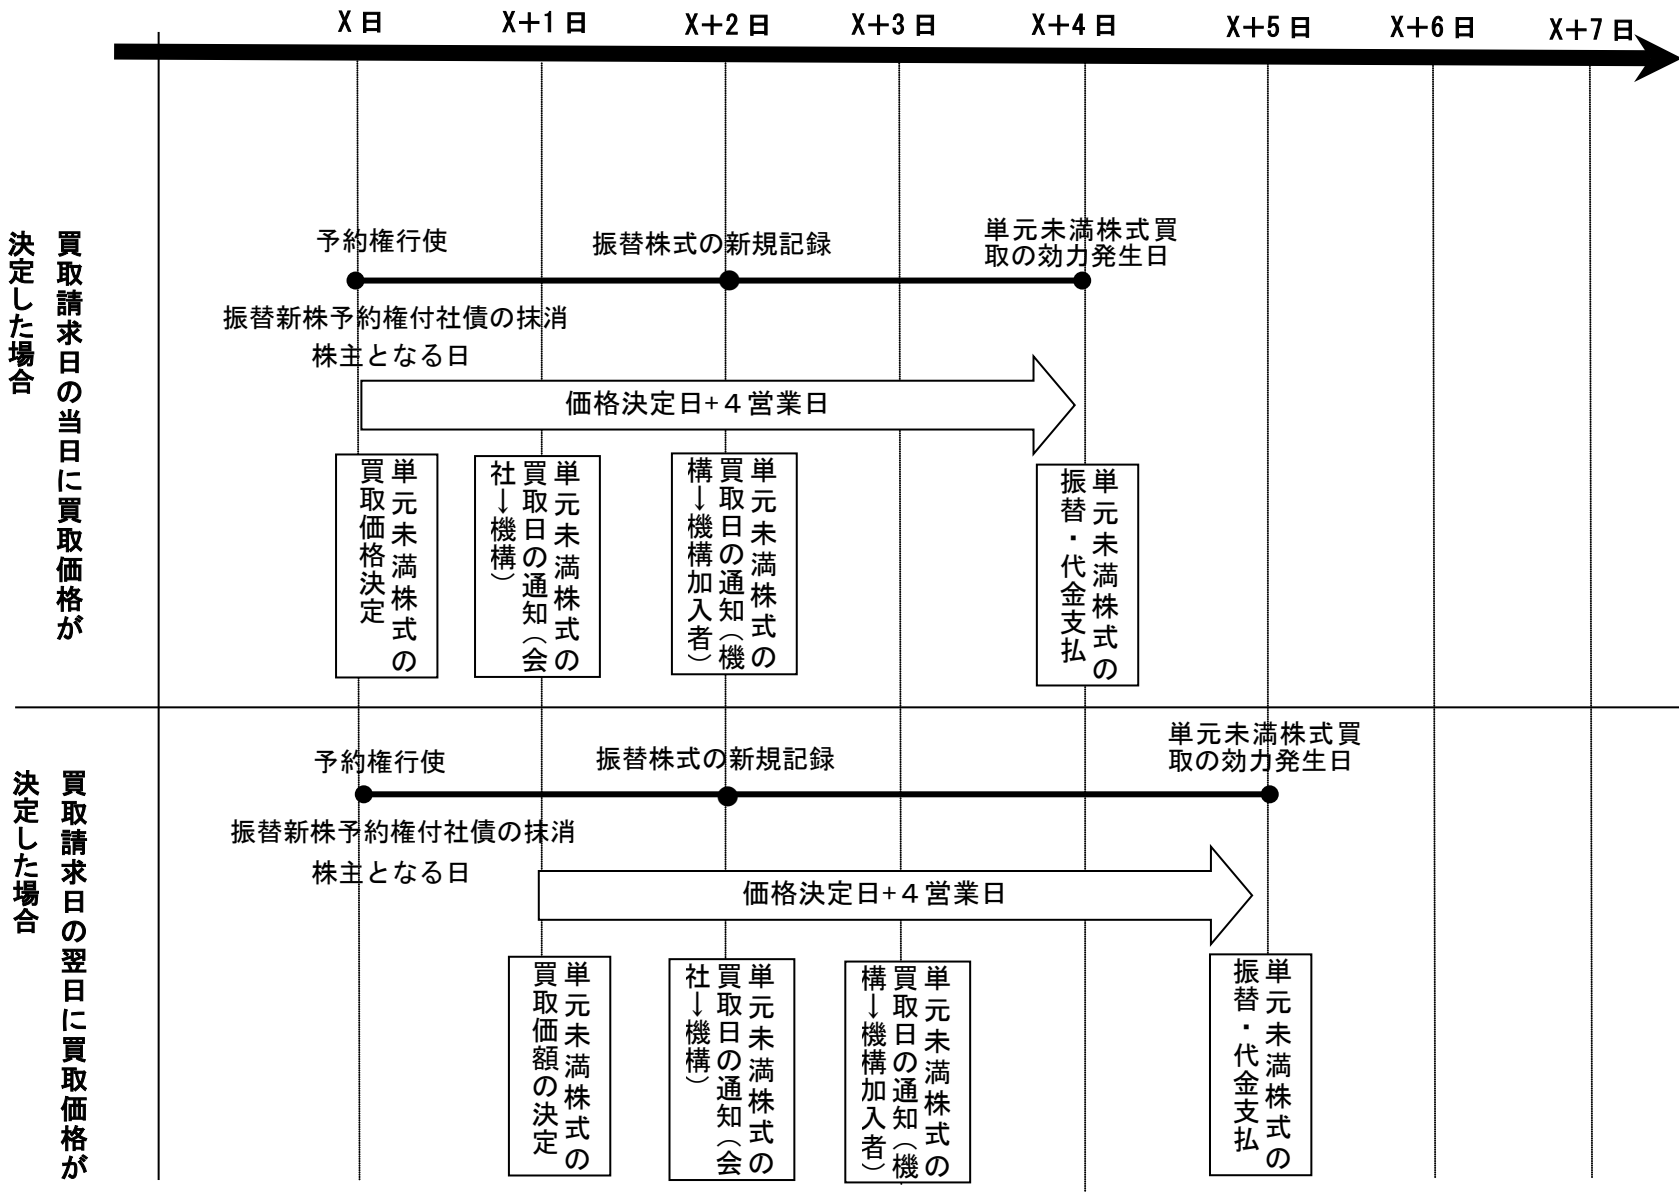 X 日
X＋1 日
X＋2 日
X＋3 日
X＋4 日
X＋5 日
X＋6 日
X＋7 日
買取請求日の当日に買取価格が
決定した場合
予約権行使
振替株式の新規記録
単元未満株式買
取の効力発生日
振替新株予約権付社債の抹消
株主となる日
価格決定日+４営業日
単元未満株式の
買取価格決定
単元未満株式の
買取日の通知（会
社→機構）
単元未満株式の
買取日の通知（機
構→機構加入者）
単元未満株式の
振替・代金支払
買取請求日の翌日に買取価格が
決定した場合
予約権行使
振替株式の新規記録
単元未満株式買
取の効力発生日
振替新株予約権付社債の抹消
株主となる日
価格決定日+４営業日
単元未満株式の
買取価額の決定
単元未満株式の
買取日の通知（会
社→機構）
単元未満株式の
買取日の通知（機
構→機構加入者）
単元未満株式の
振替・代金支払